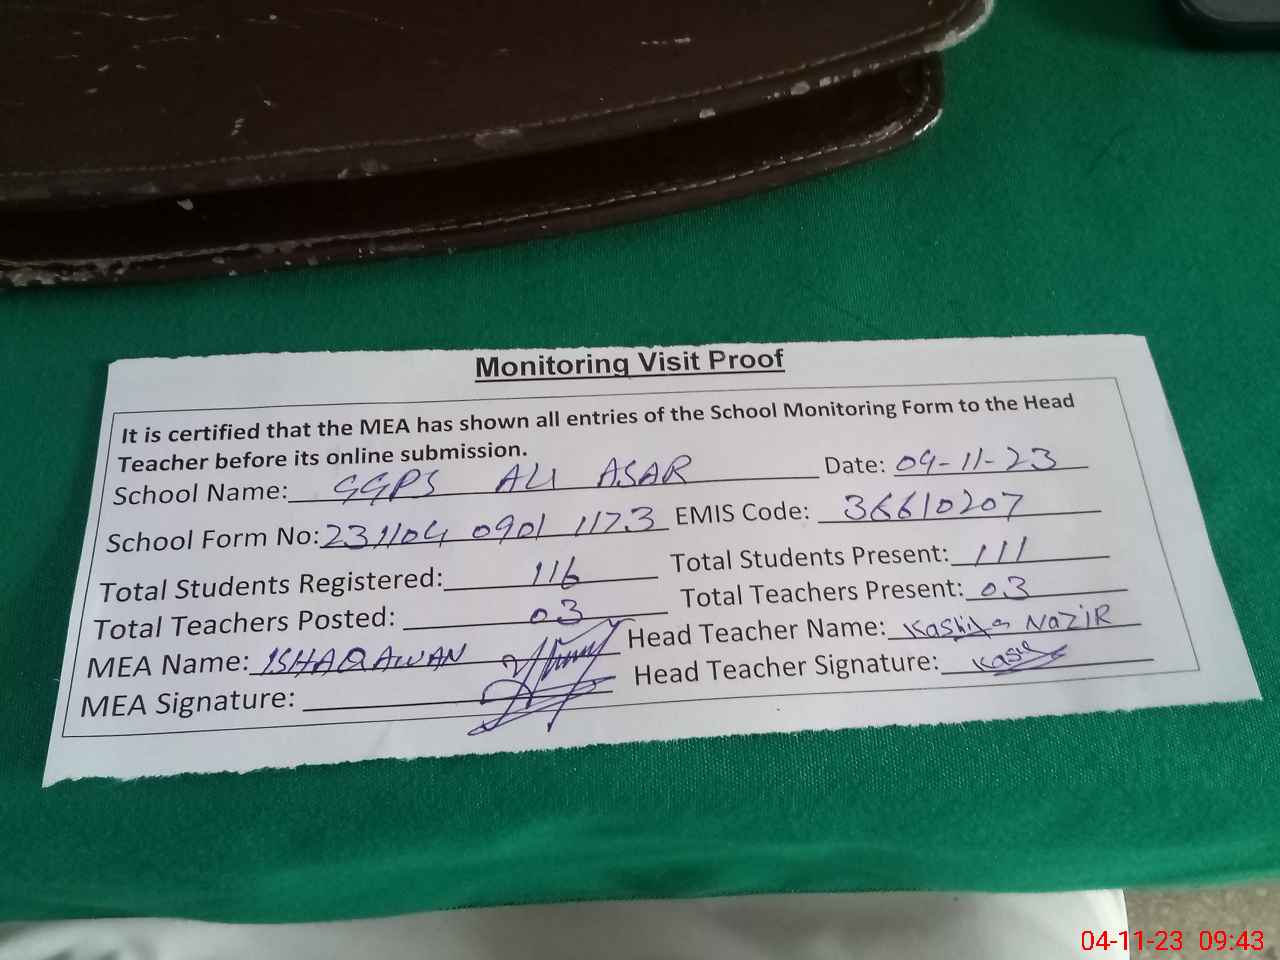 Monitoring Visit Proof
It is certified that the MEA has shown all entries of the School Monitoring Form to the Head
Teacher before its online submission.
School Name: GGPS ALI ASAR Date: 04-11-23
School Form No: 231104 0901 1173 EMIS Code: 36610207
Total Students Registered: 116 Total Students Present: 111
Total Teachers Posted: 03 Total Teachers Present: 03
MEA Name: ISHAQ AWAN Head Teacher Name: Kashifa NaZiR
MEA Signature: Head Teacher Signature:
04-11-23 09:43